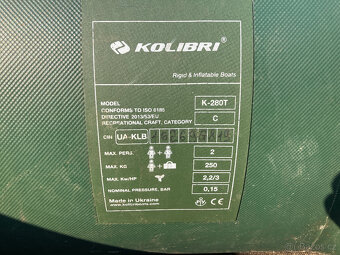 KOLIBRI
Rigid & Inflatable Boats
MODEL K-280T
CONFORMS TO ISO 6185
DIRECTIVE 2013/53/EU
RECREATIONAL CRAFT, CATEGORY C
CIN UA-KLB
MAX. PERS. 2
MAX. KG 250
MAX. Kw/HP 2,2/3
NOMINAL PRESSURE, BAR 0,15
Made in Ukraine
www.kolibriboats.com
CE